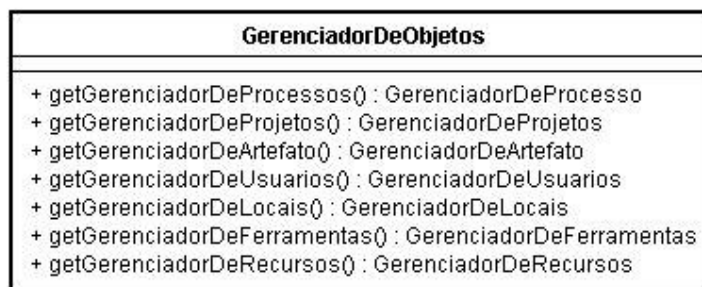 GerenciadorDeObjetos
+ getGerenciadorDeProcessos() : GerenciadorDeProcesso
+ getGerenciadorDeProjetos() : GerenciadorDeProjetos
+ getGerenciadorDeArtefato() : GerenciadorDeArtefato
+ getGerenciadorDeUsuarios() : GerenciadorDeUsuarios
+ getGerenciadorDeLocais() : GerenciadorDeLocais
+ getGerenciadorDeFerramentas() : GerenciadorDeFerramentas
+ getGerenciadorDeRecursos() : GerenciadorDeRecursos